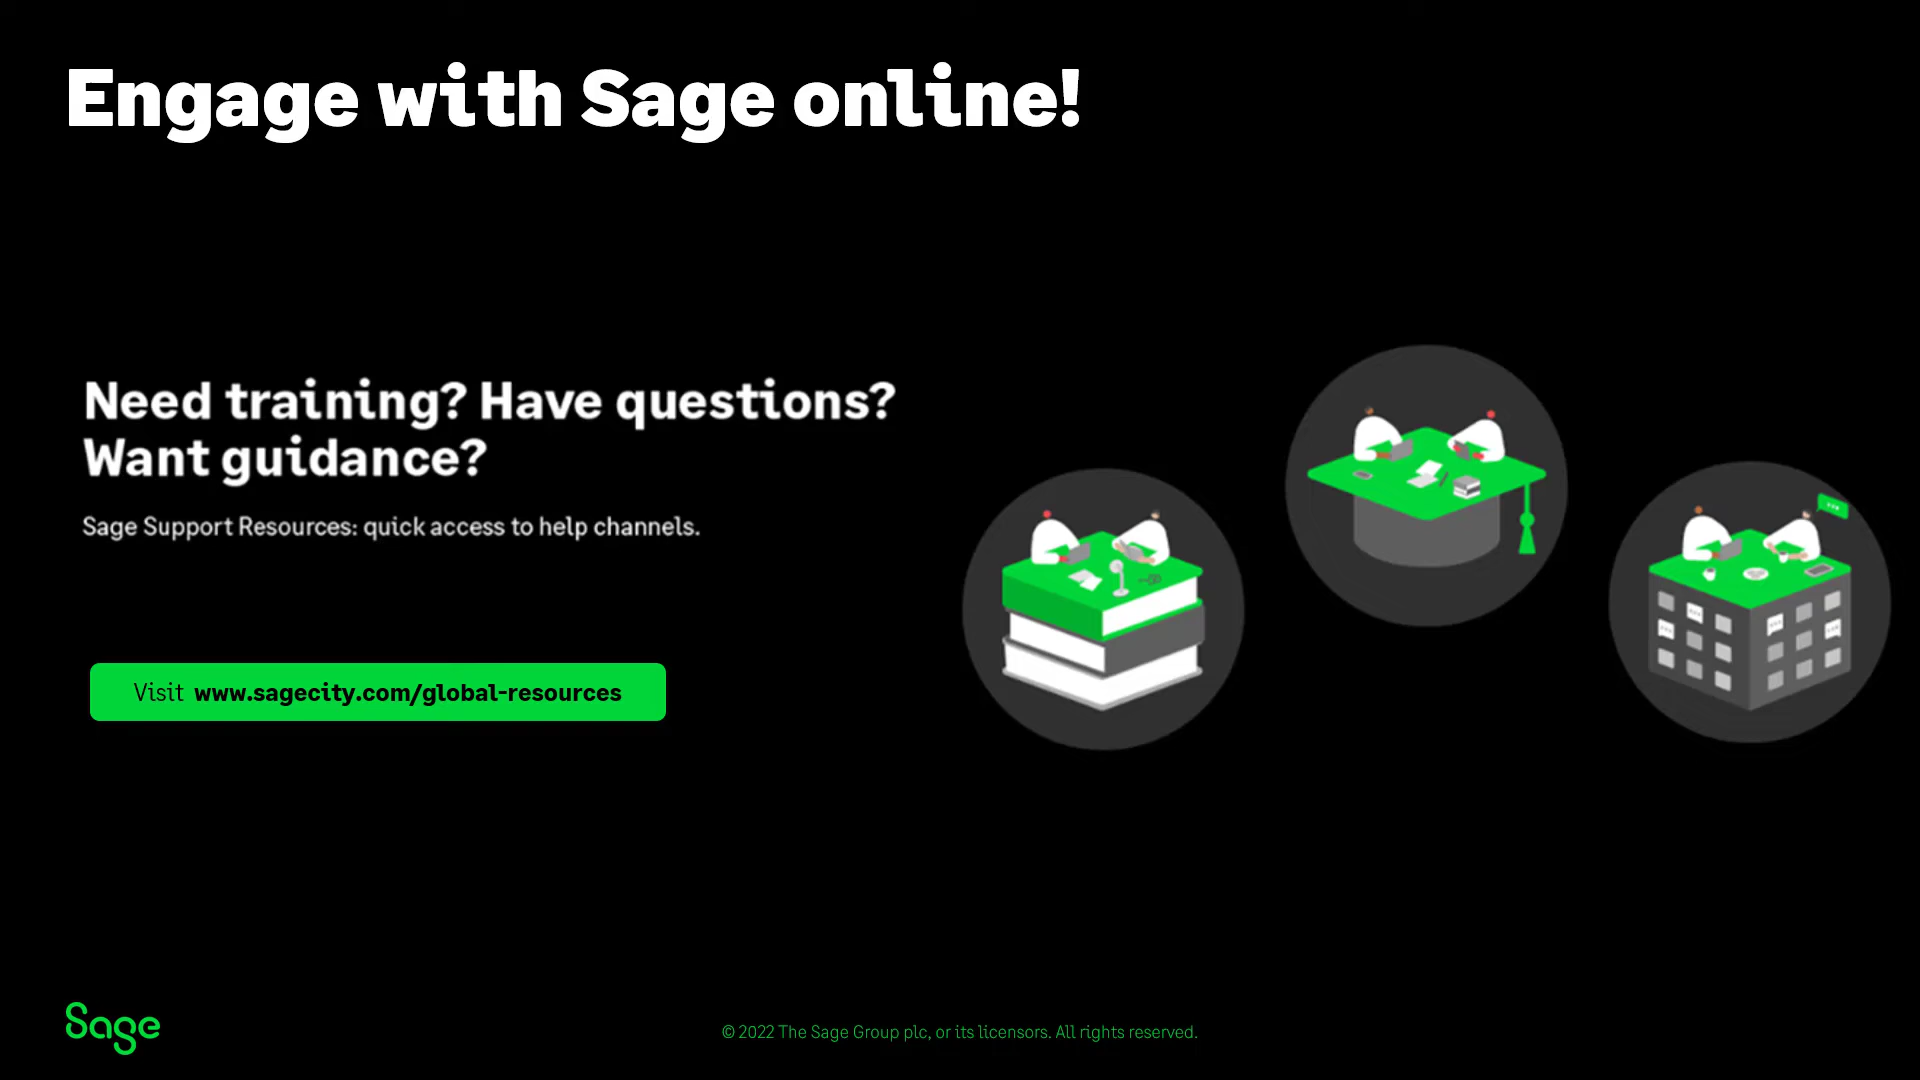 Engage with Sage online!
Need training? Have questions?
Want guidance?
Sage Support Resources: quick access to help channels.
Visit www.sagecity.com/global-resources
Sage
© 2022 The Sage Group plc, or its licensors. All rights reserved.